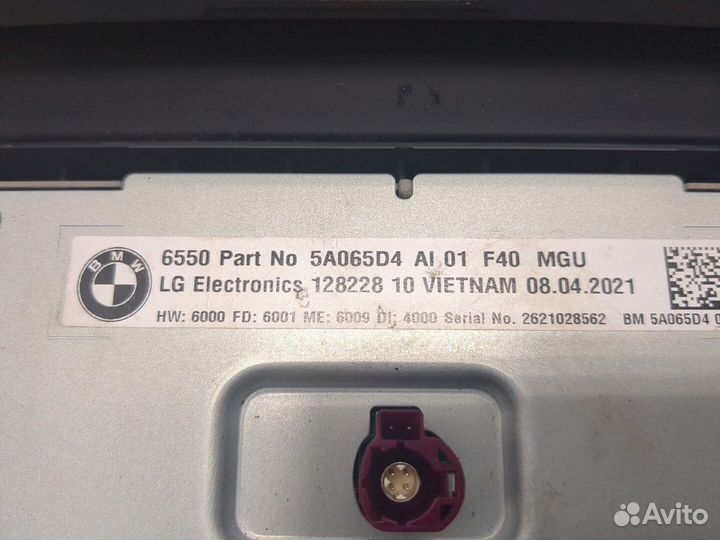 BMW
6550 Part No 5A065D4 AI 01 F40 MGU
LG Electronics 128228 10 VIETNAM 08.04.2021
HW: 6000 FD: 6001 ME: 6009 DI: 4000 Serial No. 2621028562 BM 5A065D4 0
Avito